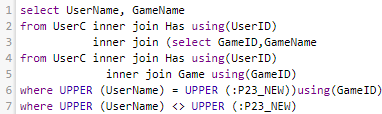 1 select UserName, GameName
2 from UserC inner join Has using(UserID)
3 inner join (select GameID,GameName
4 from UserC inner join Has using(UserID)
5 inner join Game using(GameID)
6 where UPPER (UserName) = UPPER (:P23_NEW))using(GameID)
7 where UPPER (UserName) <> UPPER (:P23_NEW)